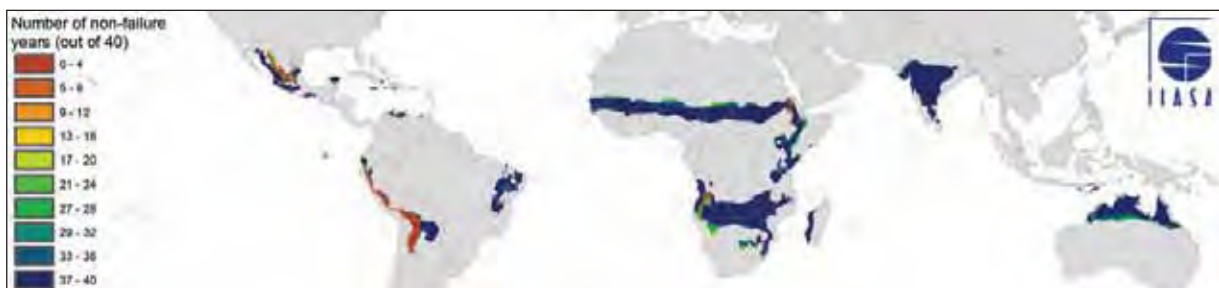 Number of non-failure
years (out of 40)
0 - 4
5 - 8
9 - 12
13 - 16
17 - 20
21 - 24
27 - 28
29 - 32
33 - 36
37 - 40
IIASA